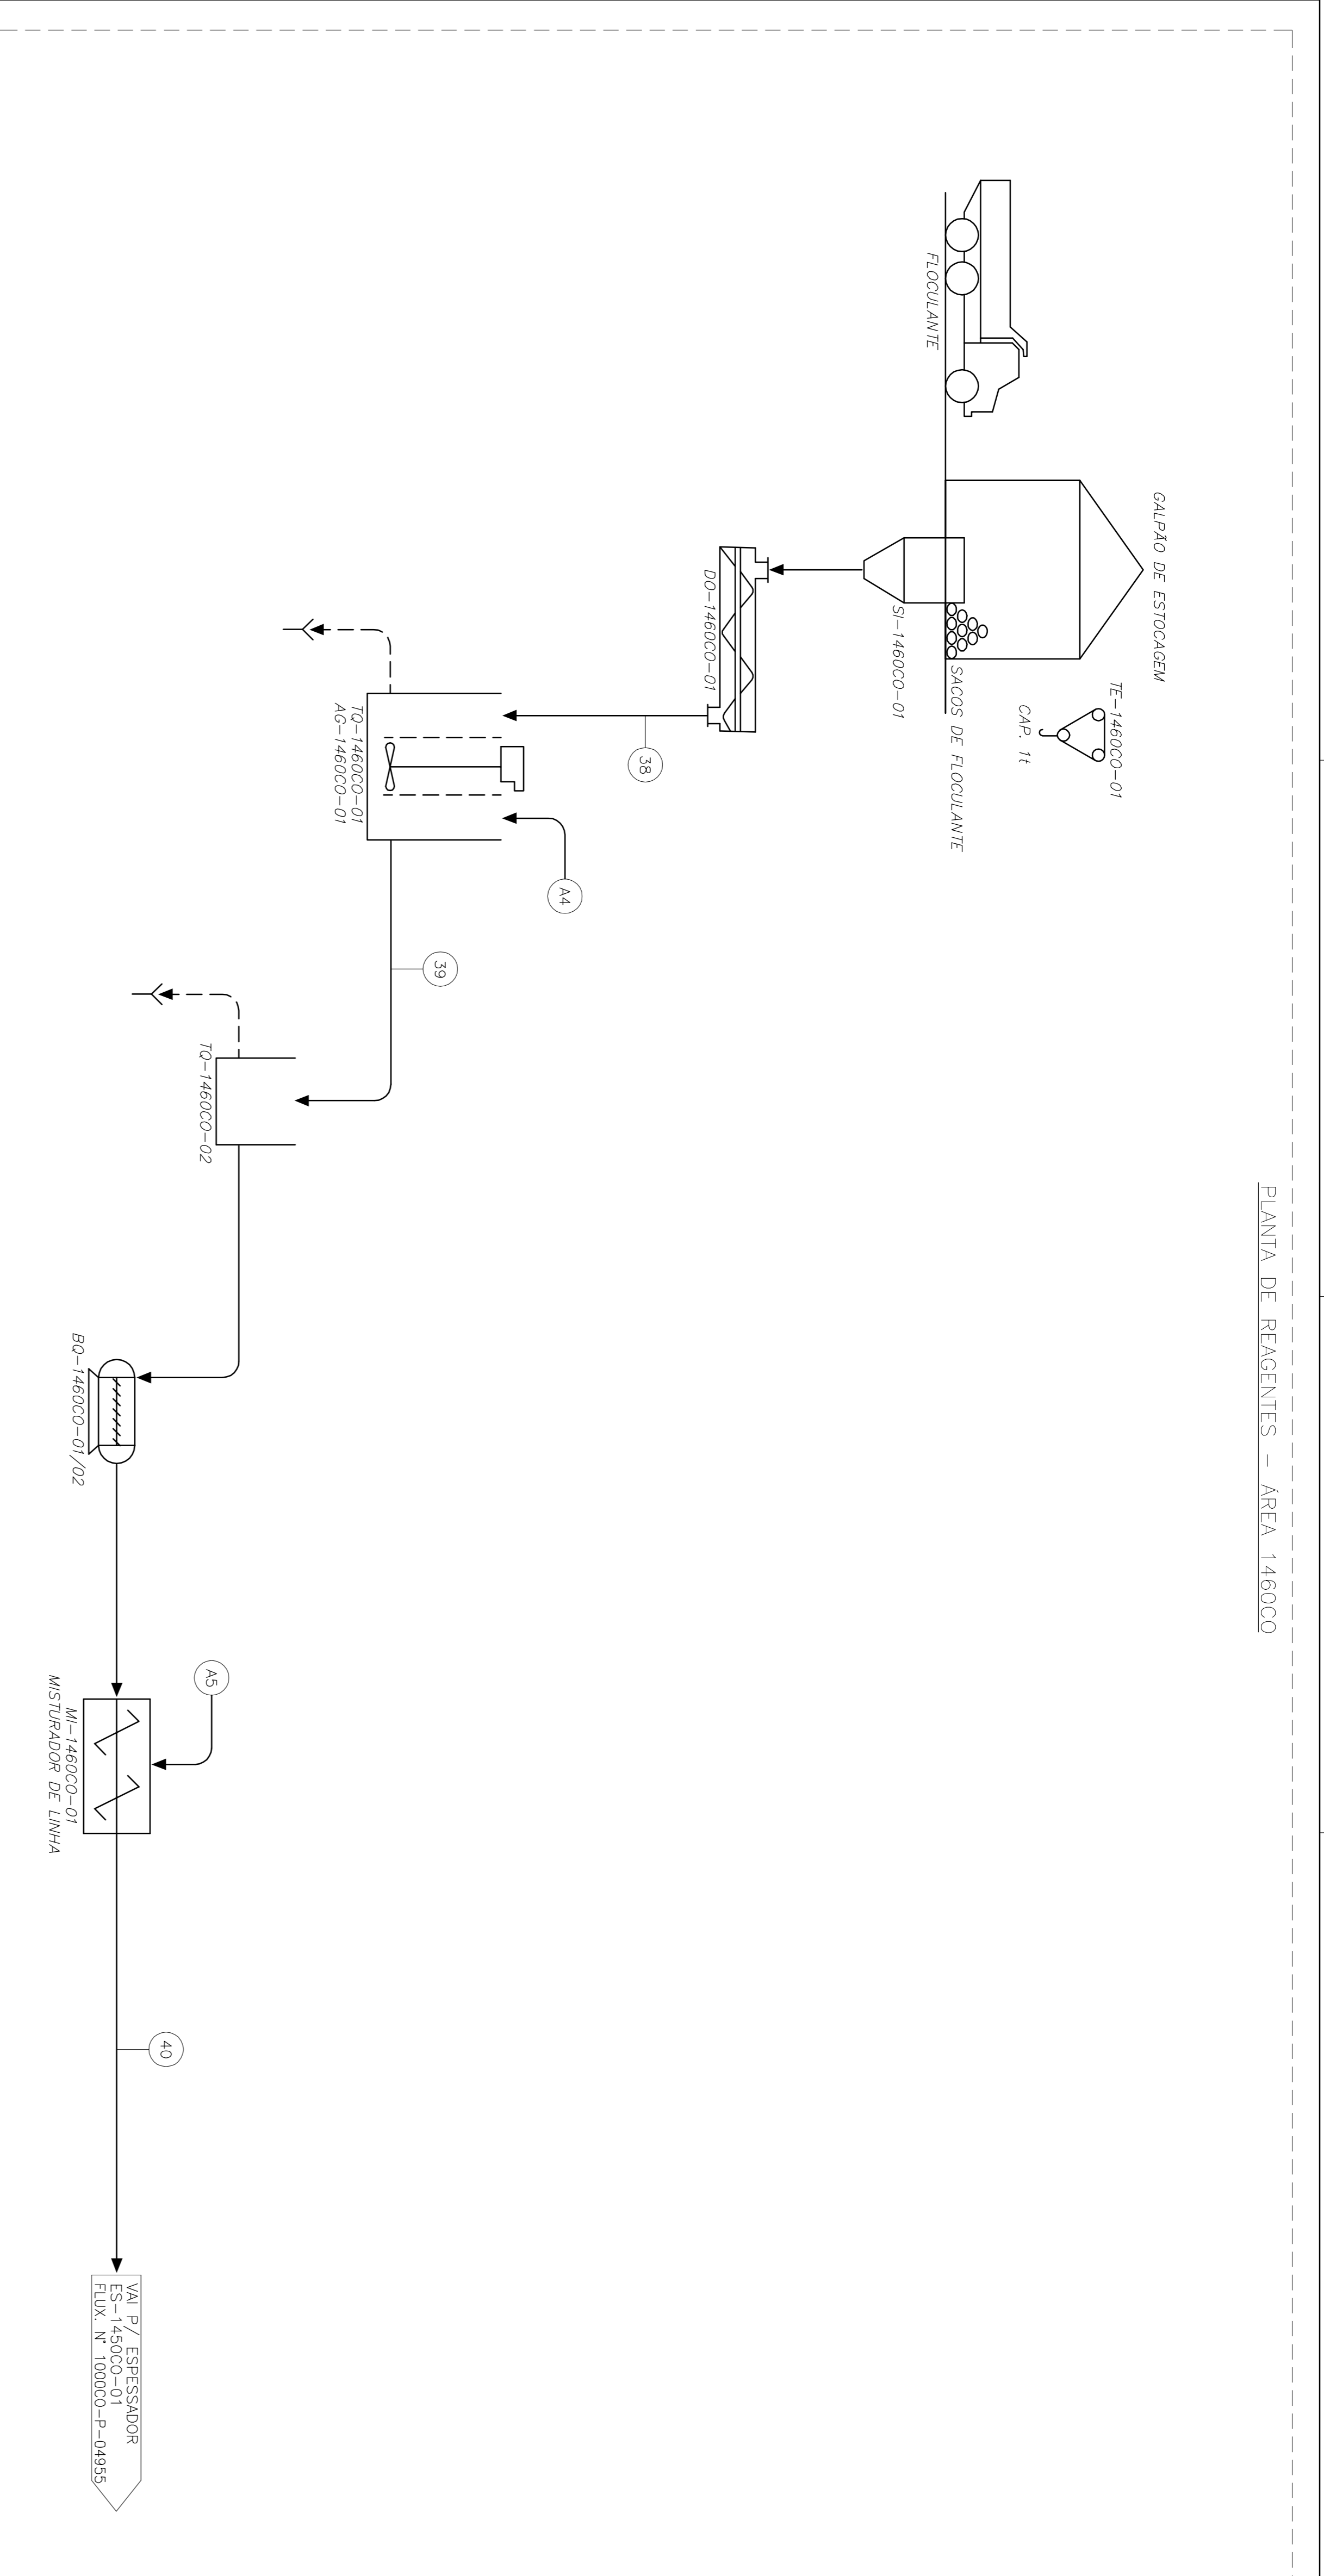 PLANTA DE REAGENTES - ÁREA 1460CO
GALPÃO DE ESTOCAGEM
TE-1460CO-01
CAP. 1t
FLOCULANTE
SACOS DE FLOCULANTE
SI-1460CO-01
DO-1460CO-01
38
A4
TQ-1460CO-01
AG-1460CO-01
39
TQ-1460CO-02
A5
40
BQ-1460CO-01/02
MI-1460CO-01
MISTURADOR DE LINHA
VAI P/ ESPESSADOR
ES-1450CO-01
FLUX. N° 1000CO-P-04955